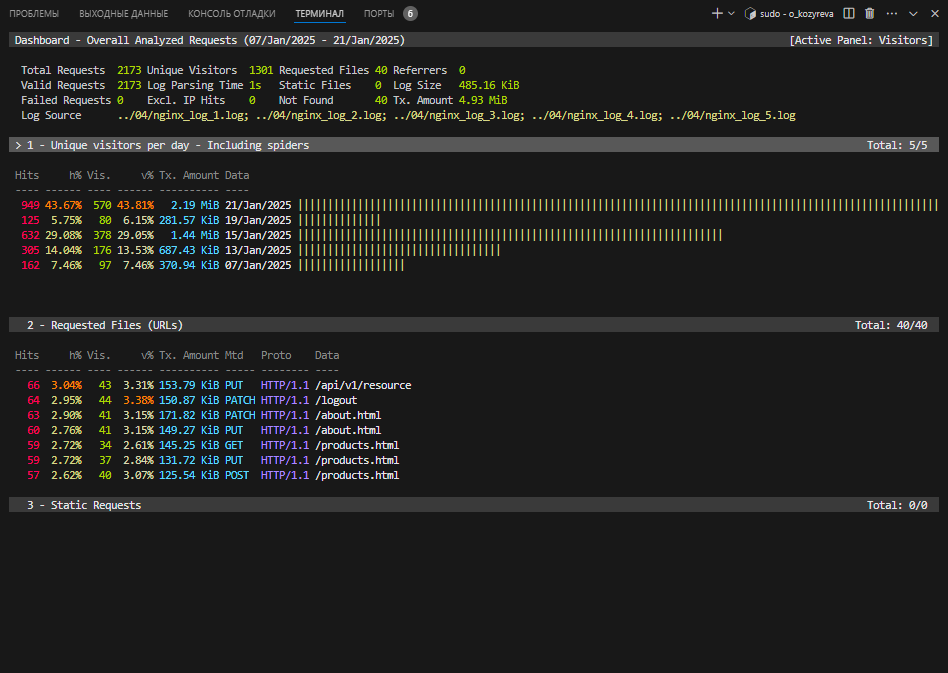 ПРОБЛЕМЫ ВЫХОДНЫЕ ДАННЫЕ КОНСОЛЬ ОТЛАДКИ ТЕРМИНАЛ ПОРТЫ 6 sudo - o_kozyreva
Dashboard - Overall Analyzed Requests (07/Jan/2025 - 21/Jan/2025) [Active Panel: Visitors]
Total Requests 2173 Unique Visitors 1301 Requested Files 40 Referrers 0
Valid Requests 2173 Log Parsing Time 1s Static Files 0 Log Size 485.16 KiB
Failed Requests 0 Excl. IP Hits 0 Not Found 40 Tx. Amount 4.93 MiB
Log Source ../04/nginx_log_1.log; ../04/nginx_log_2.log; ../04/nginx_log_3.log; ../04/nginx_log_4.log; ../04/nginx_log_5.log
> 1 - Unique visitors per day - Including spiders Total: 5/5
Hits h% Vis. v% Tx. Amount Data
---- ------ ---- ------ ---------- ----
949 43.67% 570 43.81% 2.19 MiB 21/Jan/2025 |||||||||||||||||||||||||||||||||||||||||||||||||||||||||||||||||||||||||||||||||||||||||||||||||||||||||||
125 5.75% 80 6.15% 281.57 KiB 19/Jan/2025 ||||||||||||||
632 29.08% 378 29.05% 1.44 MiB 15/Jan/2025 |||||||||||||||||||||||||||||||||||||||||||||||||||||||||||||||||||||||
305 14.04% 176 13.53% 687.43 KiB 13/Jan/2025 ||||||||||||||||||||||||||||||||||
162 7.46% 97 7.46% 370.94 KiB 07/Jan/2025 ||||||||||||||||||
2 - Requested Files (URLs) Total: 40/40
Hits h% Vis. v% Tx. Amount Mtd Proto Data
---- ------ ---- ------ ---------- ----- -------- ----
66 3.04% 43 3.31% 153.79 KiB PUT HTTP/1.1 /api/v1/resource
64 2.95% 44 3.38% 150.87 KiB PATCH HTTP/1.1 /logout
63 2.90% 41 3.15% 171.82 KiB PATCH HTTP/1.1 /about.html
60 2.76% 41 3.15% 149.27 KiB PUT HTTP/1.1 /about.html
59 2.72% 34 2.61% 145.25 KiB GET HTTP/1.1 /products.html
59 2.72% 37 2.84% 131.72 KiB PUT HTTP/1.1 /products.html
57 2.62% 40 3.07% 125.54 KiB POST HTTP/1.1 /products.html
3 - Static Requests Total: 0/0